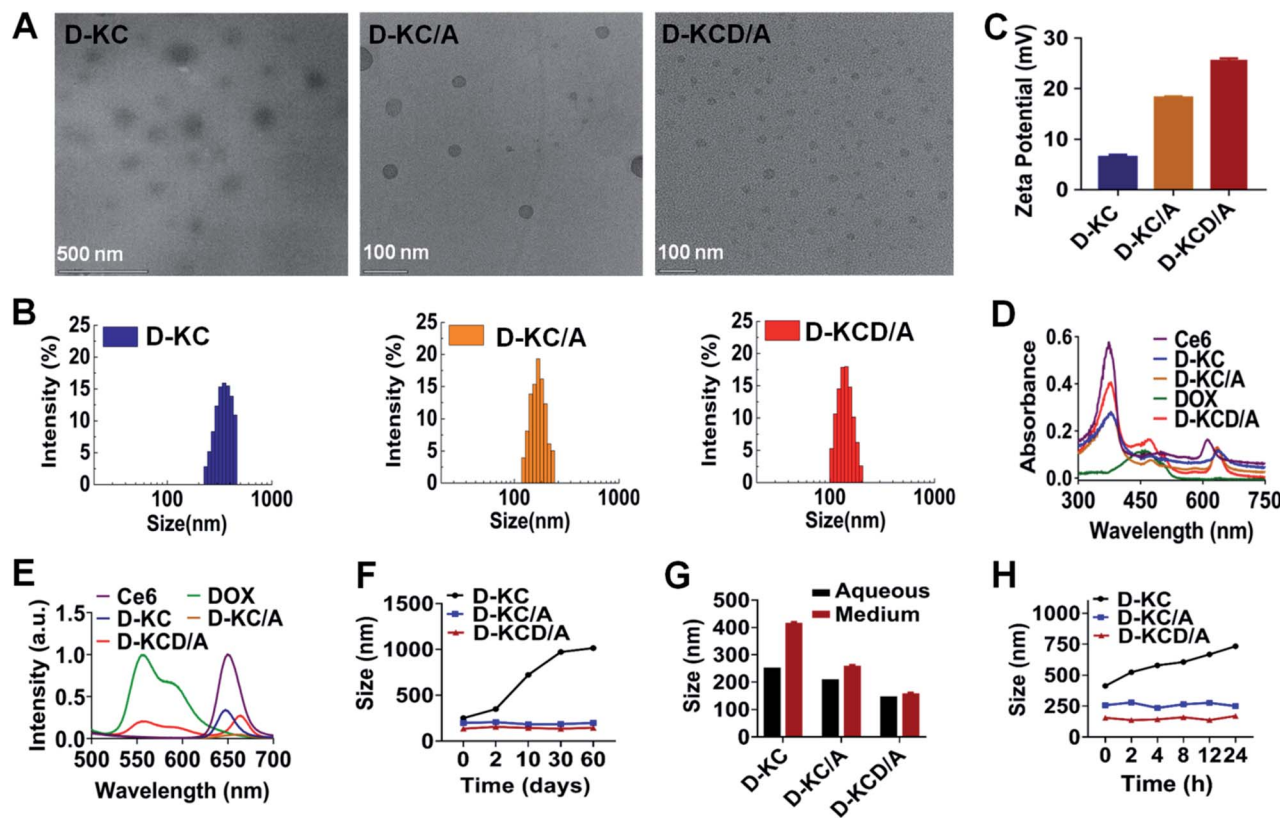 A
D-KC
500 nm
D-KC/A
100 nm
D-KCD/A
100 nm
C
Zeta Potential (mV)
30
20
10
0
D-KC
D-KC/A
D-KCD/A
B
Intensity (%)
25
20
15
10
5
0
D-KC
100
1000
Size(nm)
Intensity (%)
25
20
15
10
5
0
D-KC/A
100
1000
Size(nm)
Intensity (%)
25
20
15
10
5
0
D-KCD/A
100
1000
Size(nm)
D
Absorbance
0.6
0.4
0.2
0.0
Ce6
D-KC
D-KC/A
DOX
D-KCD/A
300
450
600
750
Wavelength (nm)
E
Ce6
DOX
D-KC
D-KC/A
D-KCD/A
Intensity (a.u.)
1.5
1.0
0.5
0.0
500
550
600
650
700
Wavelength (nm)
F
D-KC
D-KC/A
D-KCD/A
Size (nm)
1500
1000
500
0
0
2
10
30
60
Time (days)
G
Aqueous
Medium
Size (nm)
500
400
300
200
100
0
D-KC
D-KC/A
D-KCD/A
H
D-KC
D-KC/A
D-KCD/A
Size (nm)
1000
750
500
250
0
0
2
4
8
12
24
Time (h)